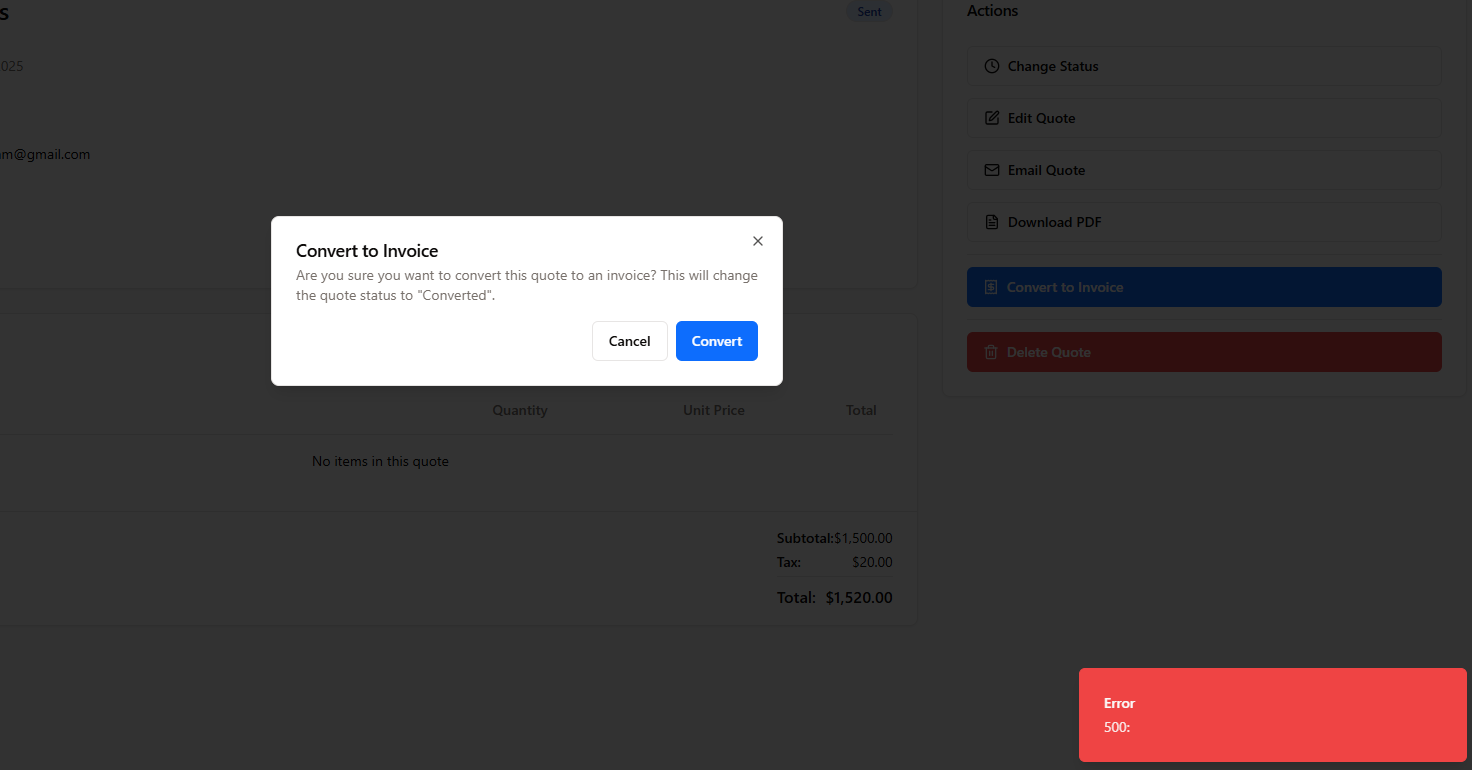 s
Sent
025
am@gmail.com
Actions
Change Status
Edit Quote
Email Quote
Download PDF
Convert to Invoice
Delete Quote
Convert to Invoice
Are you sure you want to convert this quote to an invoice? This will change
the quote status to "Converted".
Cancel Convert
Quantity Unit Price Total
No items in this quote
Subtotal:$1,500.00
Tax: $20.00
Total: $1,520.00
Error
500: